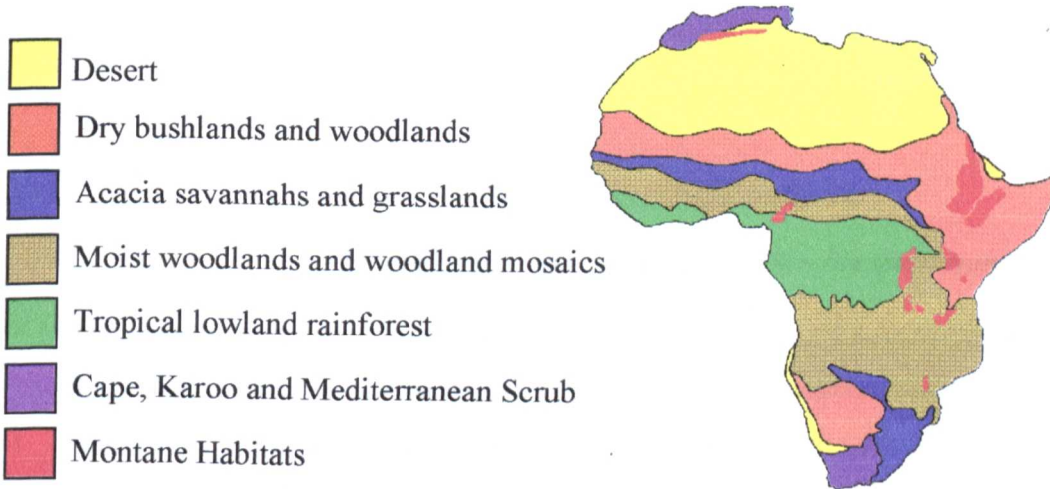 Desert
Dry bushlands and woodlands
Acacia savannahs and grasslands
Moist woodlands and woodland mosaics
Tropical lowland rainforest
Cape, Karoo and Mediterranean Scrub
Montane Habitats